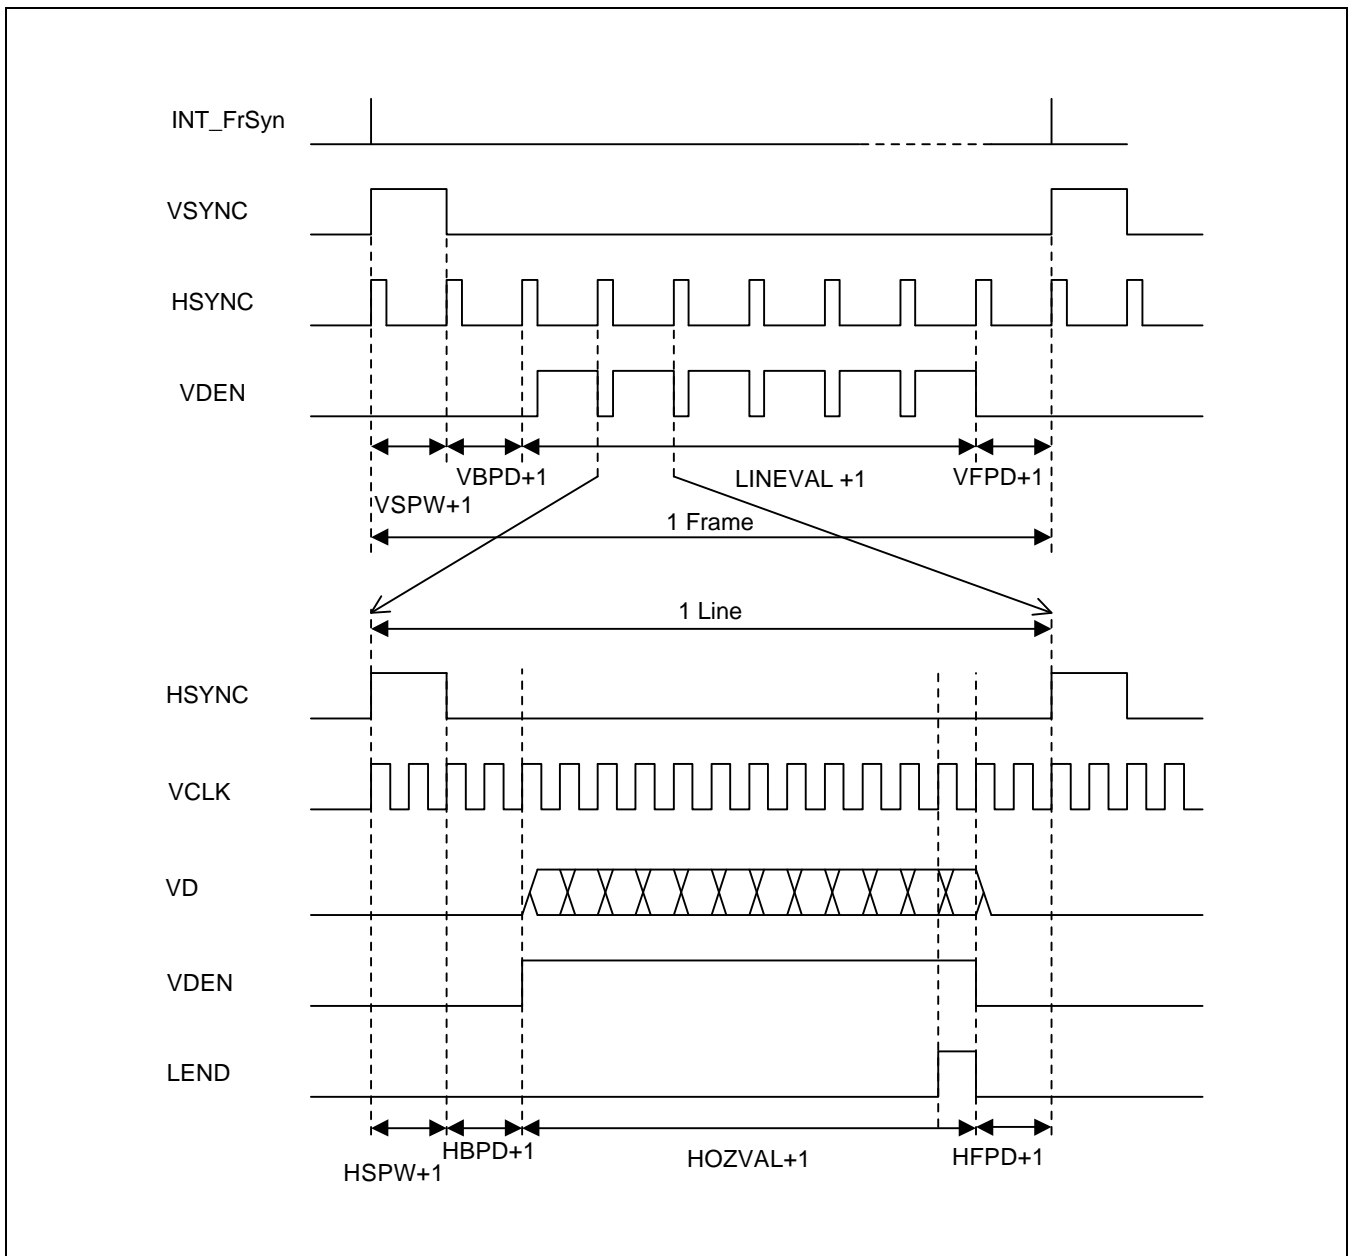 INT_FrSyn
VSYNC
HSYNC
VDEN
VBPD+1
LINEVAL +1
VFPD+1
VSPW+1
1 Frame
1 Line
HSYNC
VCLK
VD
VDEN
LEND
HBPD+1
HOZVAL+1
HFPD+1
HSPW+1